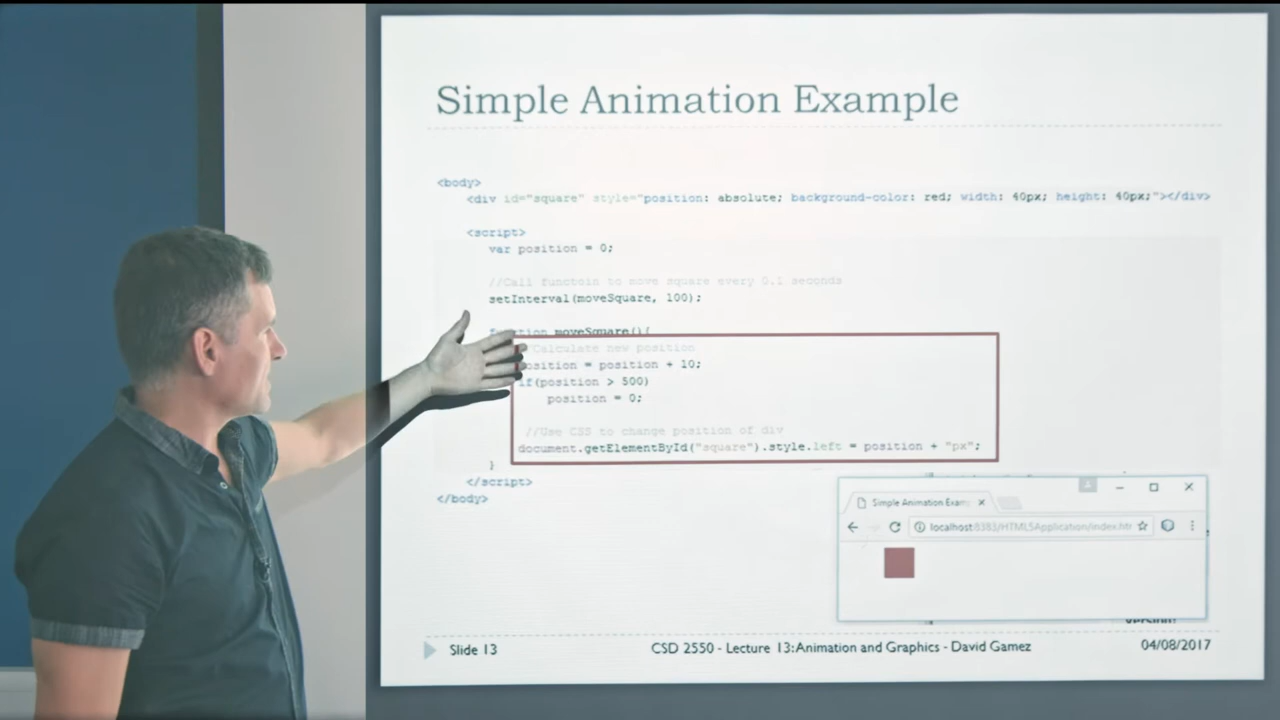 Simple Animation Example
<body>
<div id="square" style="position: absolute; background-color: red; width: 40px; height: 40px;"></div>
<script>
var position = 0;
//Call functoin to move square every 0.1 seconds
setInterval(moveSquare, 100);
function moveSquare(){
//Calculate new position
position = position + 10;
if(position > 500)
position = 0;
//Use CSS to change position of div
document.getElementById("square").style.left = position + "px";
}
</script>
</body>
Simple Animation Exam
localhost:8383/HTML5Application/index.htm
Slide 13
CSD 2550 - Lecture 13:Animation and Graphics - David Gamez
04/08/2017